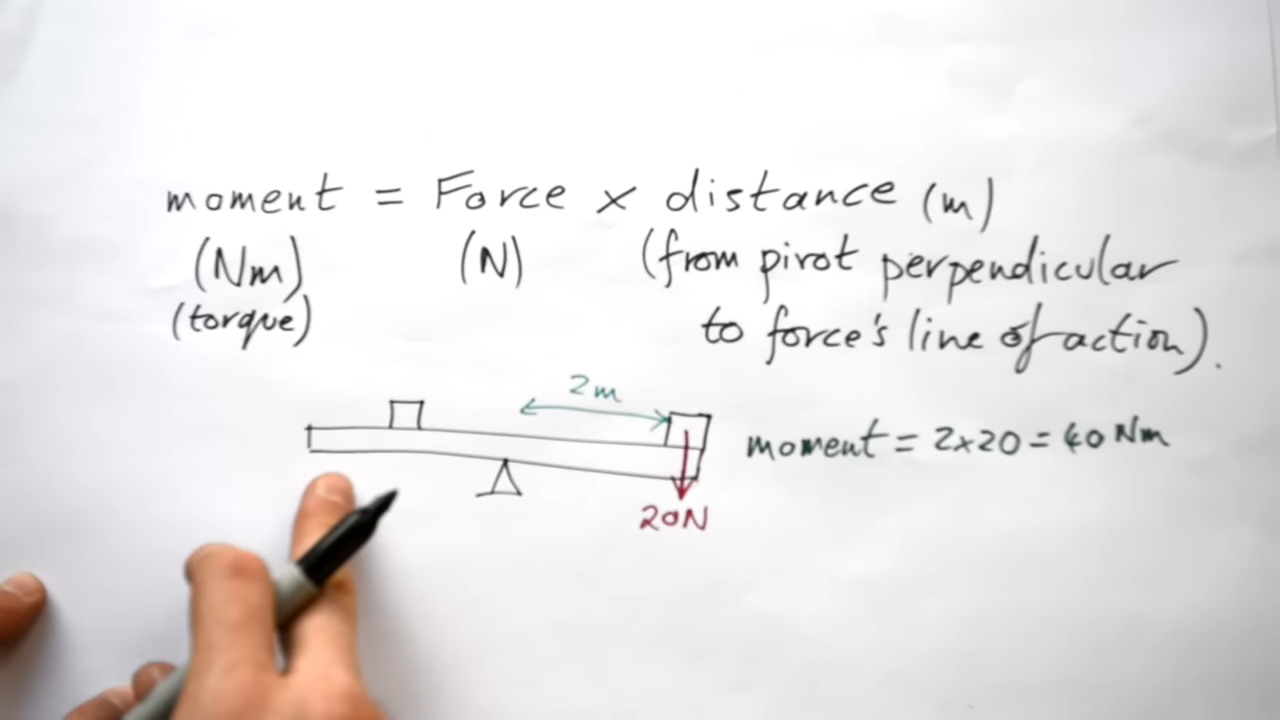 moment = Force x distance (m)
(Nm) (N) (from pivot perpendicular
(torque) to force's line of action).
2m
moment = 2x20 = 40 Nm
20N